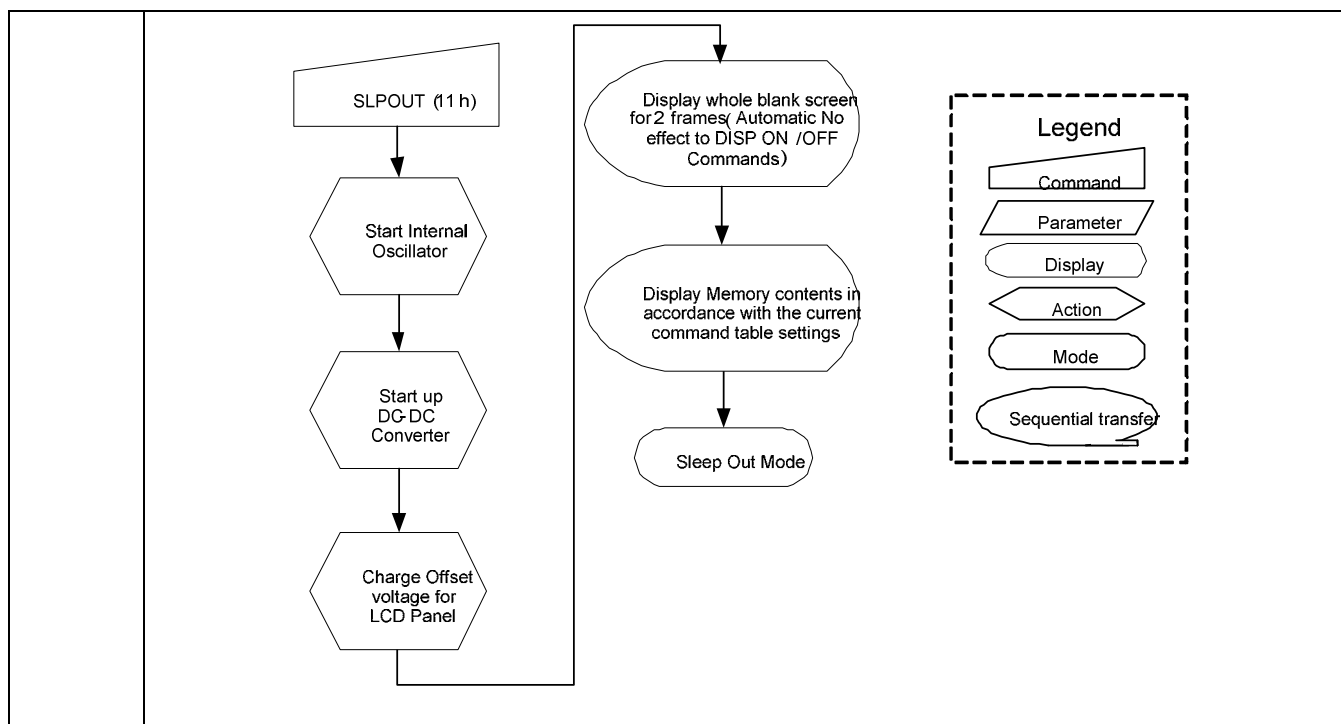 SLPOUT (11h)
Start Internal
Oscillator
Start up
DC-DC
Converter
Charge Offset
voltage for
LCD Panel
Display whole blank screen
for 2 frames( Automatic No
effect to DISP ON /OFF
Commands)
Display Memory contents in
accordance with the current
command table settings
Sleep Out Mode
Legend
Command
Parameter
Display
Action
Mode
Sequential transfer